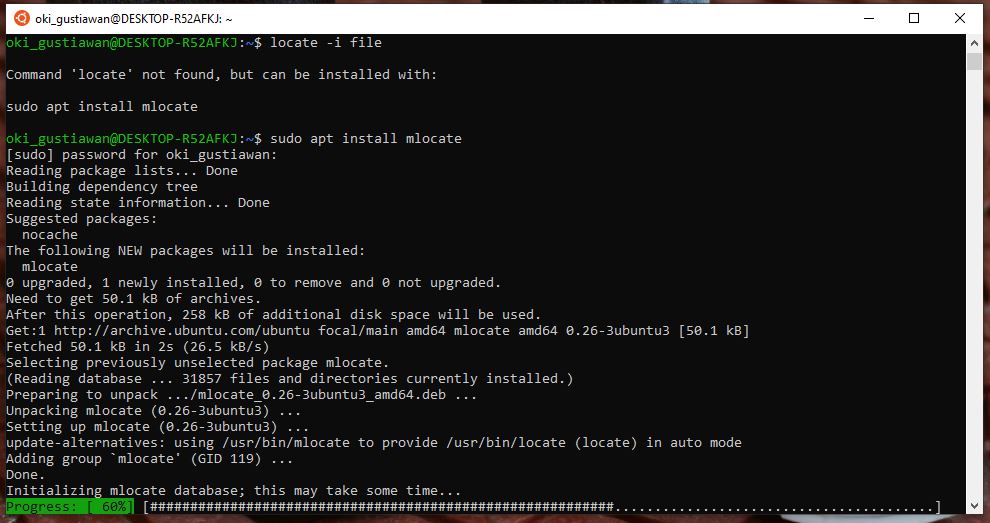 oki_gustiawan@DESKTOP-R52AFKJ: ~
oki_gustiawan@DESKTOP-R52AFKJ:~$ locate -i file
Command 'locate' not found, but can be installed with:
sudo apt install mlocate
oki_gustiawan@DESKTOP-R52AFKJ:~$ sudo apt install mlocate
[sudo] password for oki_gustiawan:
Reading package lists... Done
Building dependency tree
Reading state information... Done
Suggested packages:
  nocache
The following NEW packages will be installed:
  mlocate
0 upgraded, 1 newly installed, 0 to remove and 0 not upgraded.
Need to get 50.1 kB of archives.
After this operation, 258 kB of additional disk space will be used.
Get:1 http://archive.ubuntu.com/ubuntu focal/main amd64 mlocate amd64 0.26-3ubuntu3 [50.1 kB]
Fetched 50.1 kB in 2s (26.5 kB/s)
Selecting previously unselected package mlocate.
(Reading database ... 31857 files and directories currently installed.)
Preparing to unpack .../mlocate_0.26-3ubuntu3_amd64.deb ...
Unpacking mlocate (0.26-3ubuntu3) ...
Setting up mlocate (0.26-3ubuntu3) ...
update-alternatives: using /usr/bin/mlocate to provide /usr/bin/locate (locate) in auto mode
Adding group `mlocate' (GID 119) ...
Done.
Initializing mlocate database; this may take some time...
Progress: [ 60%] [##########################################################........................................]